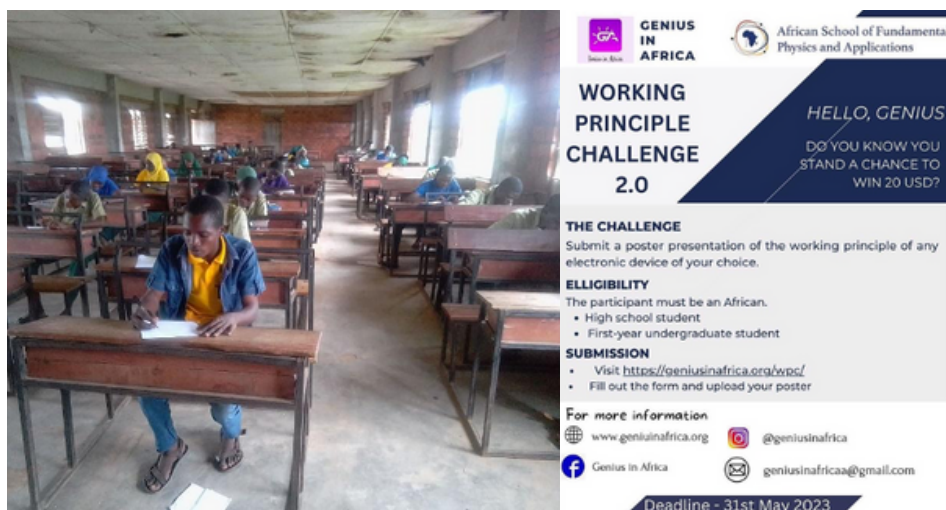 GENIUS
IN
AFRICA
Genius in Africa
African School of Fundamenta
Physics and Applications
WORKING
PRINCIPLE
CHALLENGE
2.0
HELLO, GENIUS
DO YOU KNOW YOU
STAND A CHANCE TO
WIN 20 USD?
THE CHALLENGE
Submit a poster presentation of the working principle of any
electronic device of your choice.
ELLIGIBILITY
The participant must be an African.
• High school student
• First-year undergraduate student
SUBMISSION
• Visit https://geniusinafrica.org/wpc/
• Fill out the form and upload your poster
For more information
www.geniuinafrica.org
@geniusinafrica
Genius in Africa
geniusinafricaa@gmail.com
Deadline - 31st May 2023